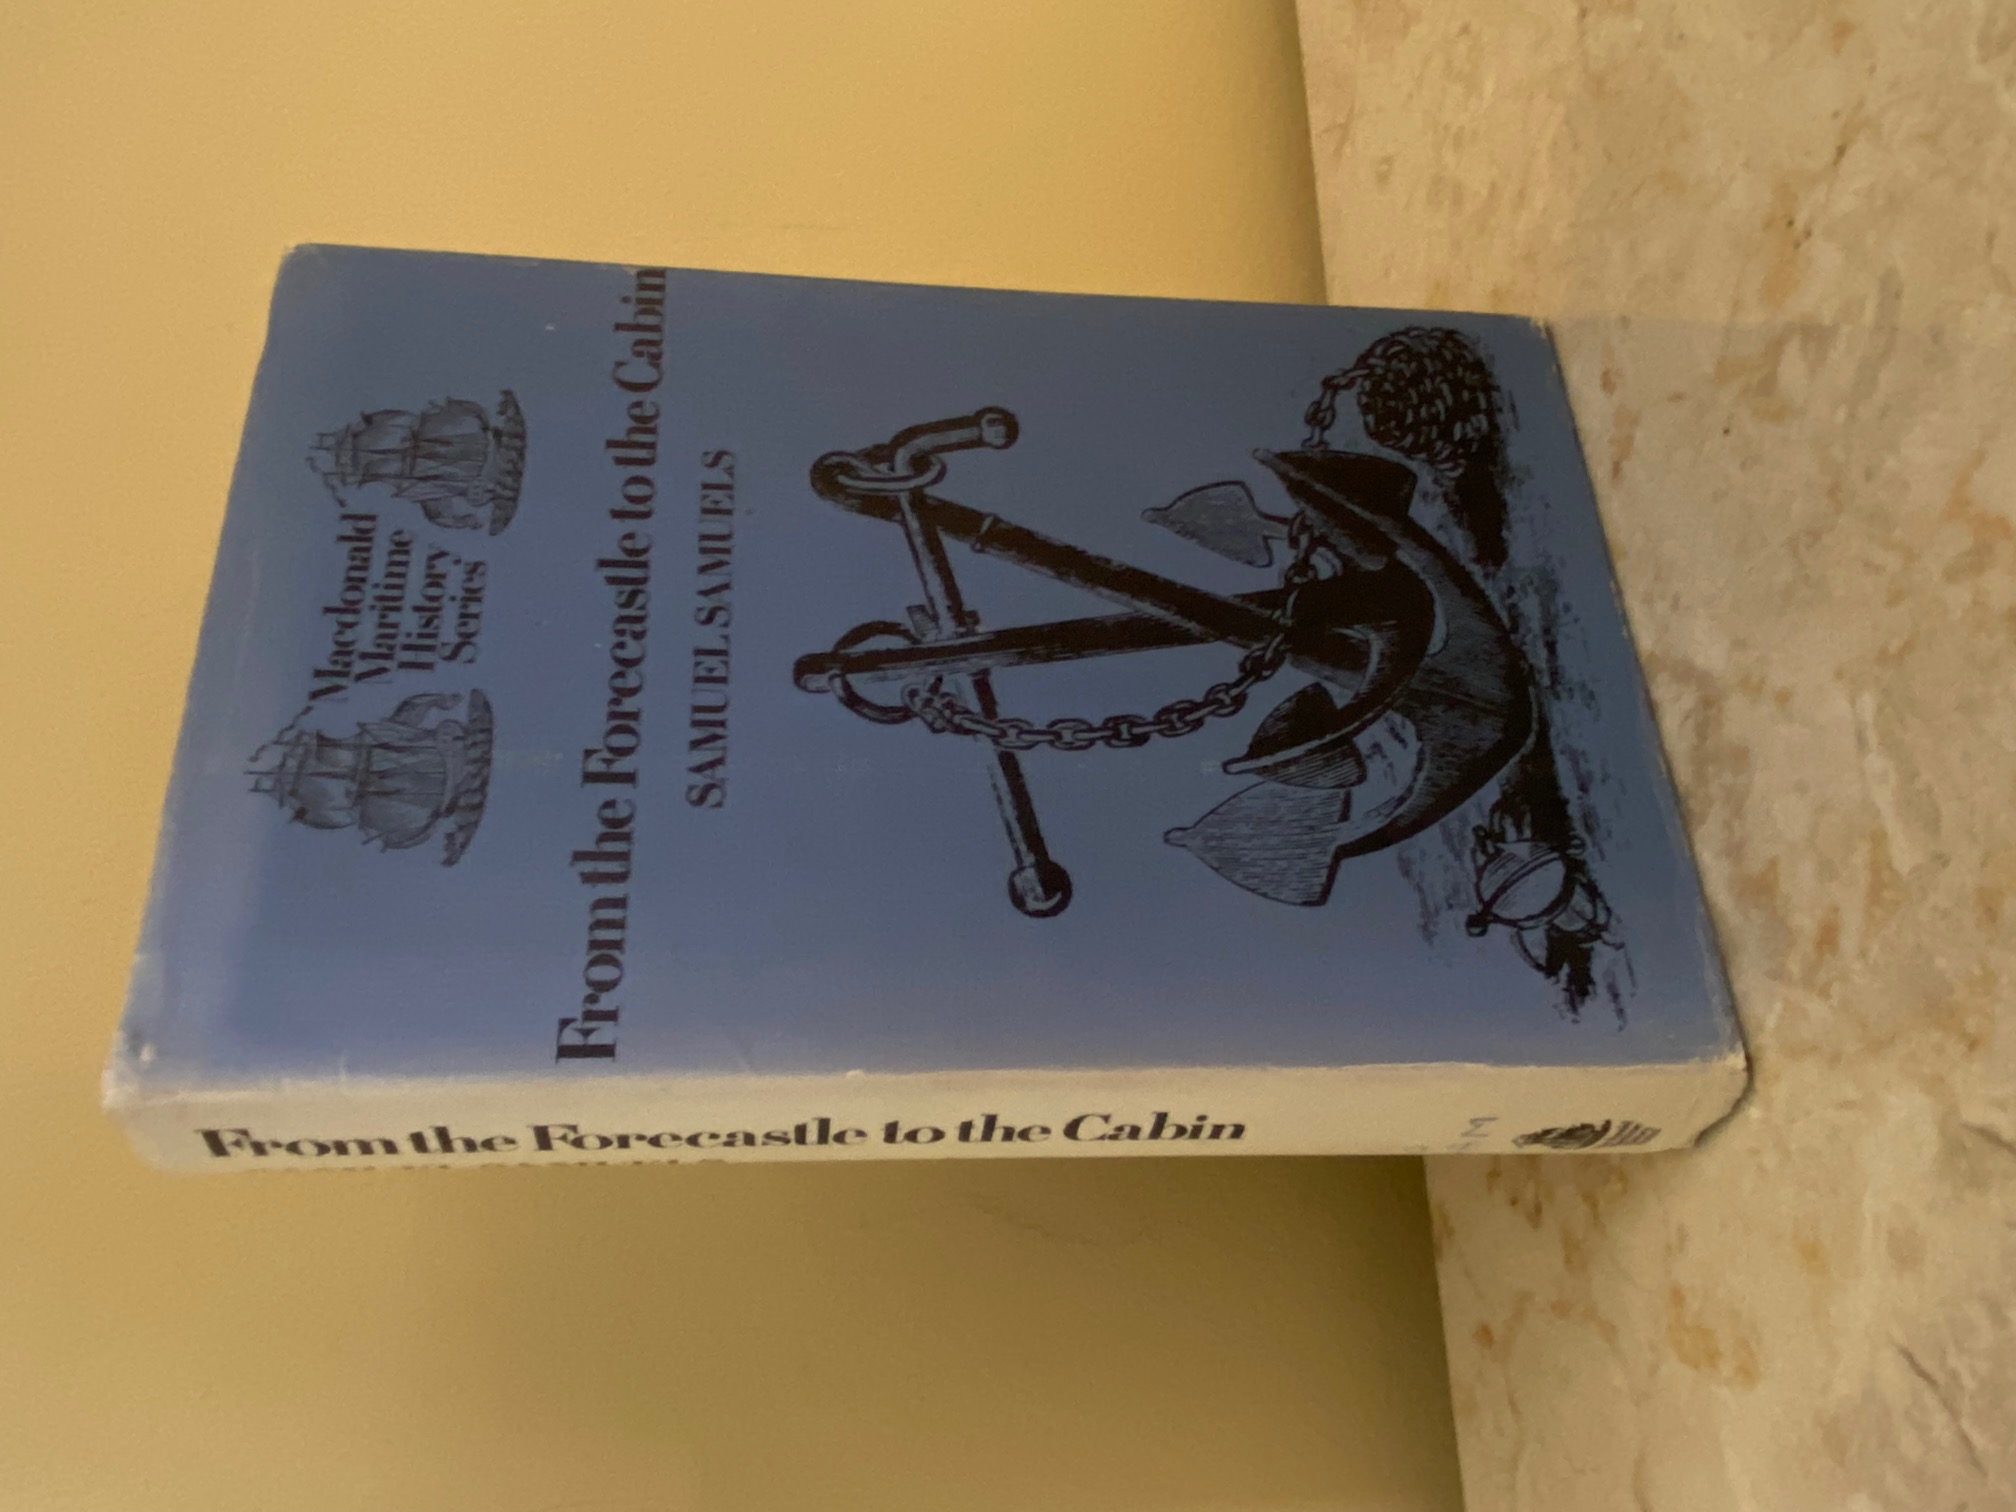 Macdonald
Maritime
History
Series
From the Forecastle to the Cabin
SAMUEL SAMUELS
From the Forecastle to the Cabin